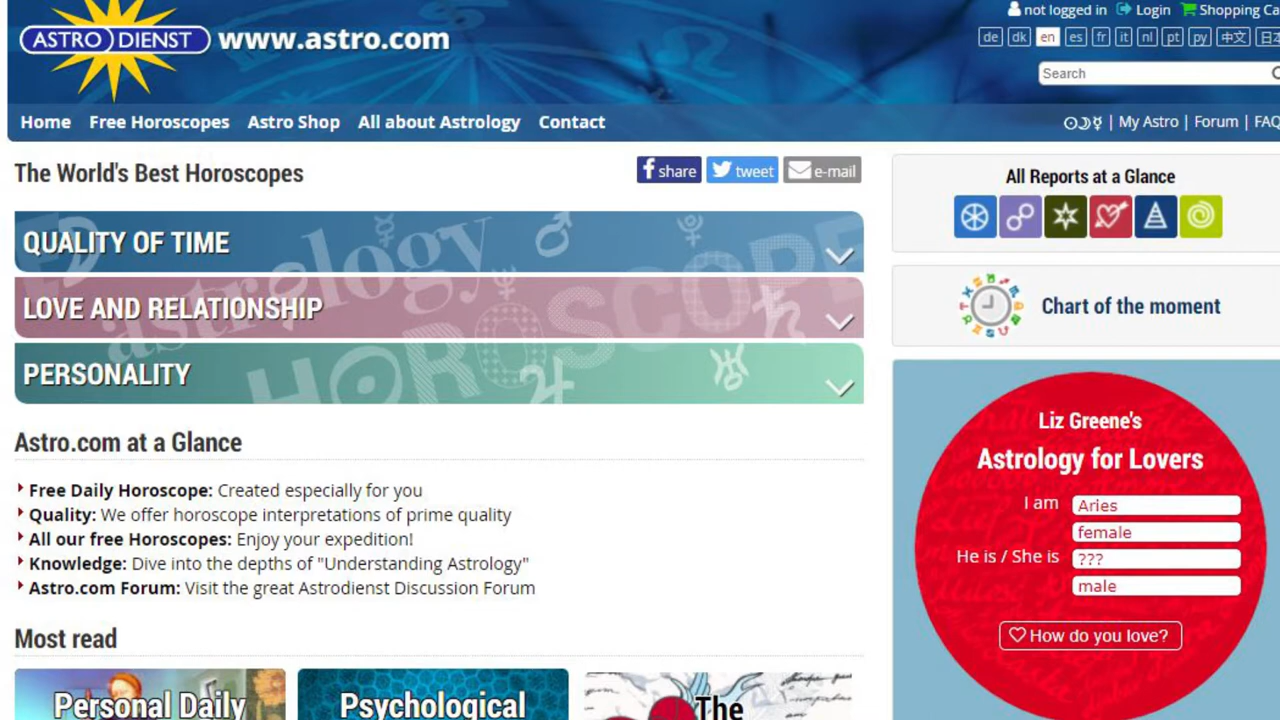 ASTRO DIENST www.astro.com
not logged in Login Shopping Ca
de dk en es fr it nl pt py 中文 日本
Search
Home Free Horoscopes Astro Shop All about Astrology Contact
My Astro | Forum | FAQ
The World's Best Horoscopes
share tweet e-mail
astrology
HOROSCOPE
QUALITY OF TIME
LOVE AND RELATIONSHIP
PERSONALITY
Astro.com at a Glance
Free Daily Horoscope: Created especially for you
Quality: We offer horoscope interpretations of prime quality
All our free Horoscopes: Enjoy your expedition!
Knowledge: Dive into the depths of "Understanding Astrology"
Astro.com Forum: Visit the great Astrodienst Discussion Forum
Most read
Personal Daily
Psychological
The
All Reports at a Glance
Chart of the moment
Liz Greene's
Astrology for Lovers
I am Aries
female
He is / She is ???
male
How do you love?